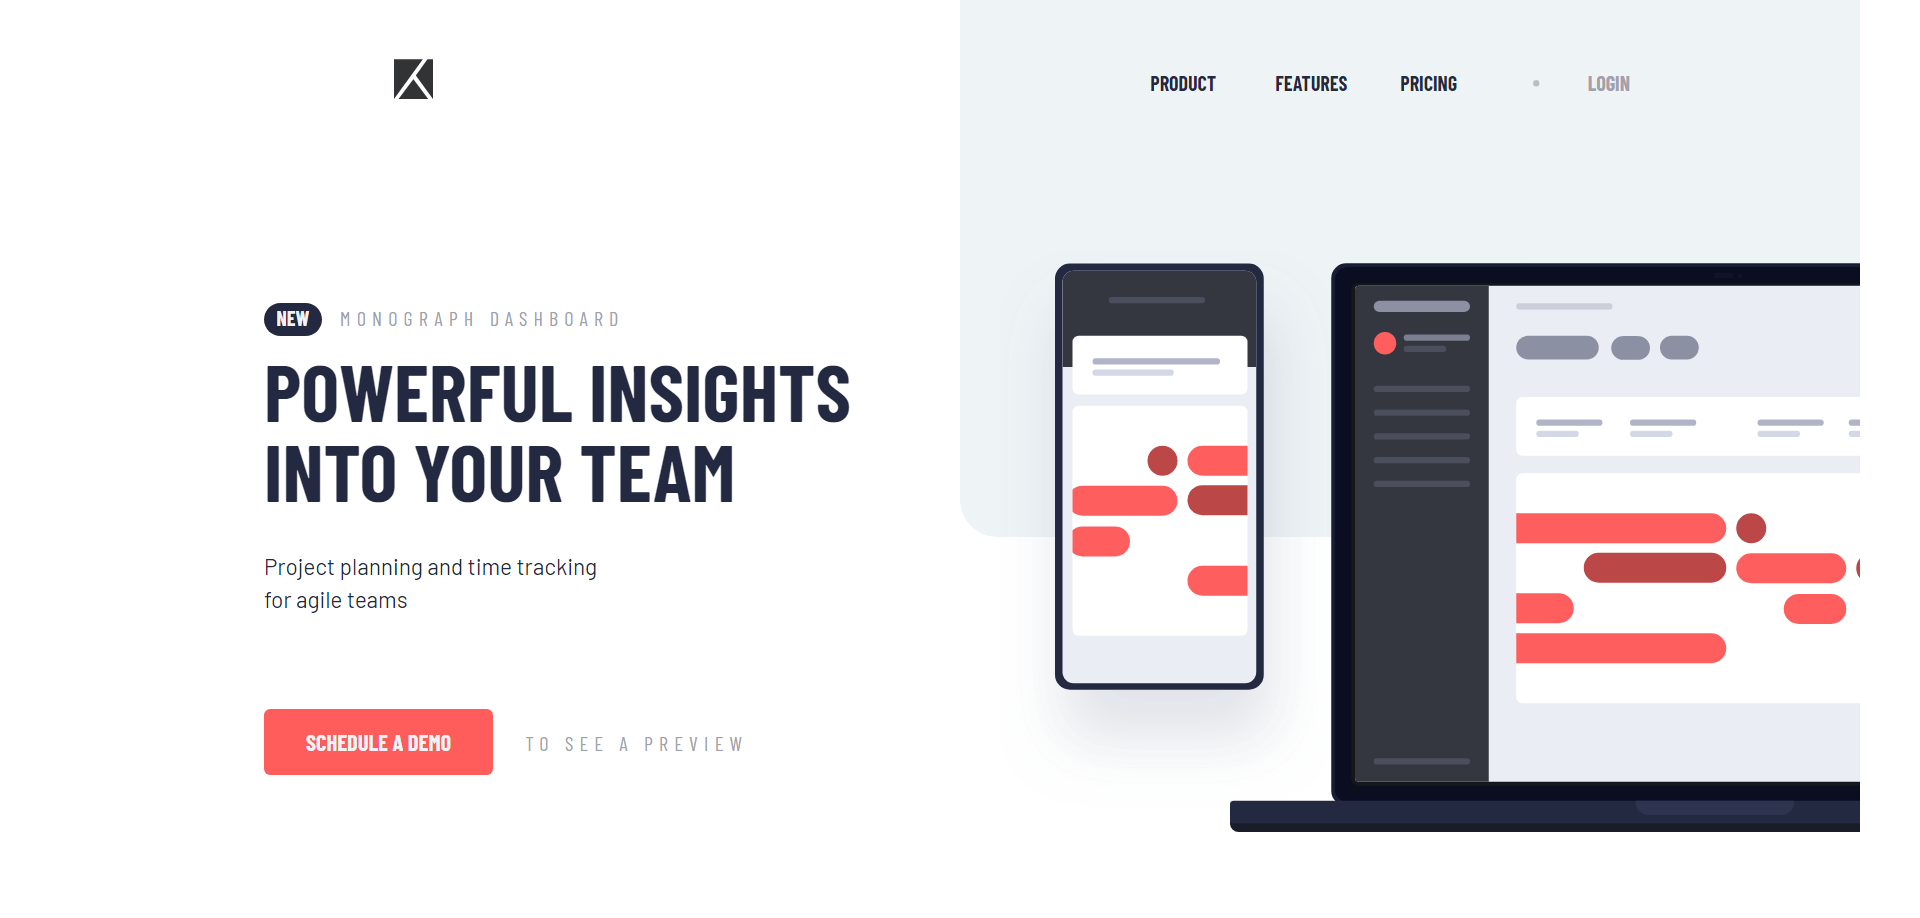 PRODUCT
FEATURES
PRICING
LOGIN
NEW
MONOGRAPH DASHBOARD
POWERFUL INSIGHTS
INTO YOUR TEAM
Project planning and time tracking
for agile teams
SCHEDULE A DEMO
TO SEE A PREVIEW